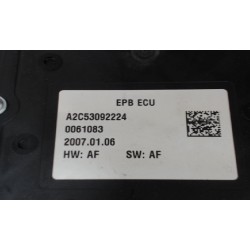 EPB ECU
A2C53092224
0061083
2007.01.06
HW: AF SW: AF